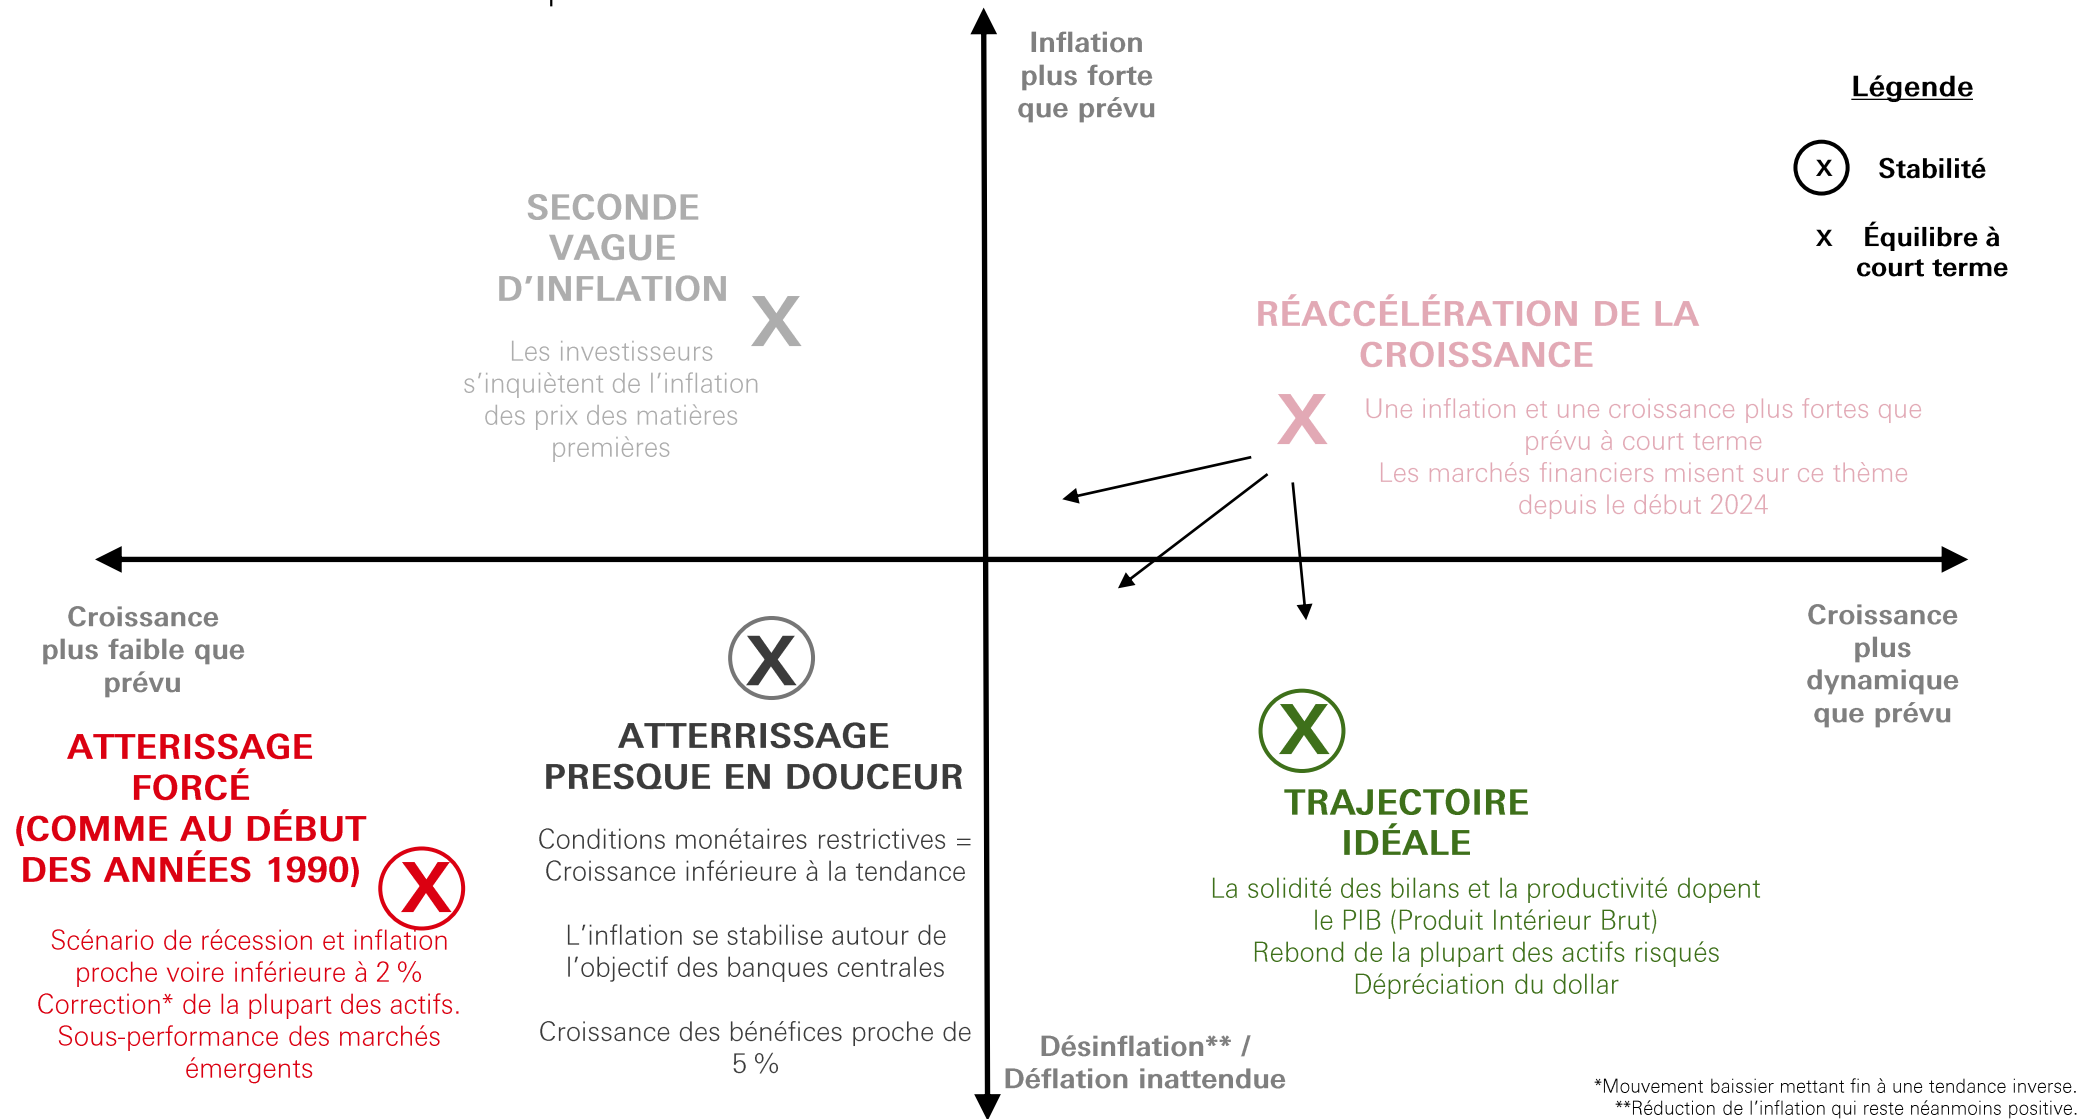 Inflation
plus forte
que prévu
Légende
X Stabilité
X Équilibre à
court terme
SECONDE
VAGUE
D’INFLATION
X
Les investisseurs
s’inquiètent de l’inflation
des prix des matières
premières
RÉACCÉLÉRATION DE LA
CROISSANCE
X
Une inflation et une croissance plus fortes que
prévu à court terme
Les marchés financiers misent sur ce thème
depuis le début 2024
Croissance
plus faible que
prévu
Croissance
plus
dynamique
que prévu
ATTERISSAGE
FORCÉ
(COMME AU DÉBUT
DES ANNÉES 1990)
X
Scénario de récession et inflation
proche voire inférieure à 2 %
Correction* de la plupart des actifs.
Sous-performance des marchés
émergents
X
ATTERRISSAGE
PRESQUE EN DOUCEUR
Conditions monétaires restrictives =
Croissance inférieure à la tendance
L’inflation se stabilise autour de
l’objectif des banques centrales
Croissance des bénéfices proche de
5 %
X
TRAJECTOIRE
IDÉALE
La solidité des bilans et la productivité dopent
le PIB (Produit Intérieur Brut)
Rebond de la plupart des actifs risqués
Dépréciation du dollar
Désinflation** /
Déflation inattendue
*Mouvement baissier mettant fin à une tendance inverse.
**Réduction de l’inflation qui reste néanmoins positive.